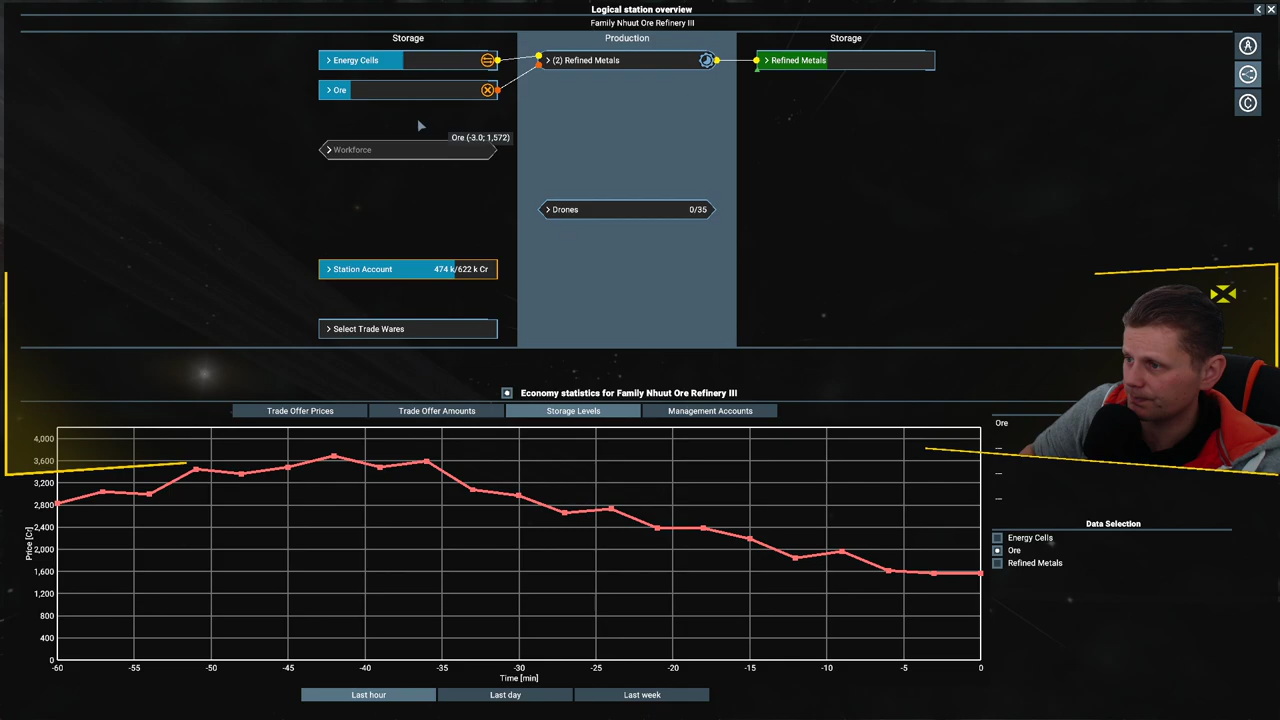 Logical station overview
Family Nhuut Ore Refinery III
Storage
Production
Storage
Energy Cells
(2) Refined Metals
Refined Metals
Ore
Ore (-3.0; 1,572)
Workforce
Drones 0/35
Station Account 474 k/622 k Cr
Select Trade Wares
Economy statistics for Family Nhuut Ore Refinery III
Trade Offer Prices
Trade Offer Amounts
Storage Levels
Management Accounts
Ore
4,000
3,600
3,200
2,800
2,400
2,000
1,600
1,200
800
400
0
Price [Cr]
-60 -55 -50 -45 -40 -35 -30 -25 -20 -15 -10 -5 0
Time [min]
Data Selection
Energy Cells
Ore
Refined Metals
Last hour
Last day
Last week